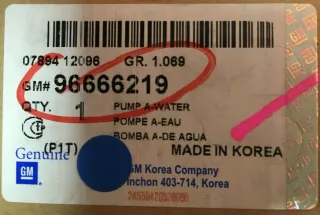 07894 12096 GR. 1.069
GM# 96666219
QTY. 1 PUMP A.WATER
POMPE A-EAU
BOMBA A-DE AGUA
(P1T) MADE IN KOREA
Genuine
GM
GM Korea Company
Inchon 403-714, Korea